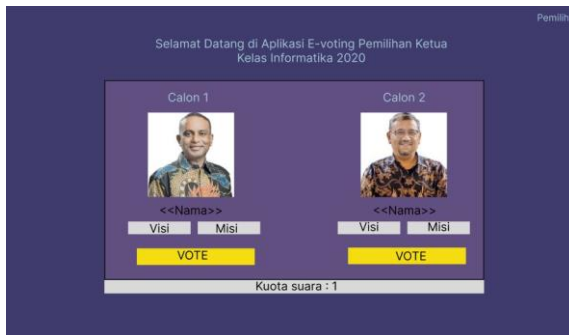 Pemilih
Selamat Datang di Aplikasi E-voting Pemilihan Ketua
Kelas Informatika 2020
Calon 1
Calon 2
<<Nama>>
<<Nama>>
Visi
Misi
Visi
Misi
VOTE
VOTE
Kuota suara : 1